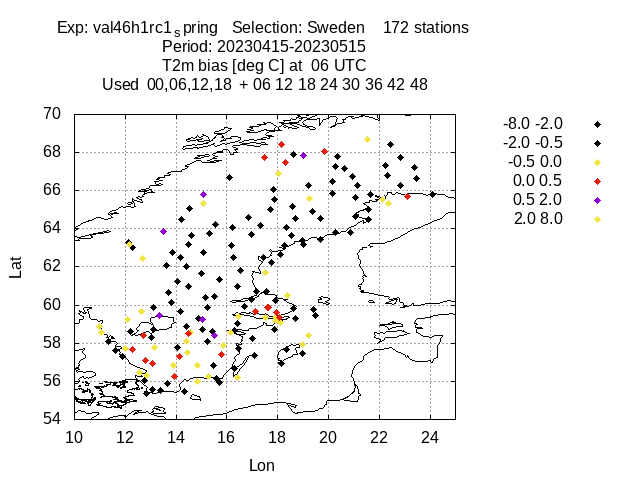 Exp: val46h1rc1spring Selection: Sweden 172 stations
Period: 20230415-20230515
T2m bias [deg C] at 06 UTC
Used 00,06,12,18 + 06 12 18 24 30 36 42 48
-8.0 -2.0
-2.0 -0.5
-0.5 0.0
0.0 0.5
0.5 2.0
2.0 8.0
70
68
66
64
62
60
58
56
54
Lat
10 12 14 16 18 20 22 24
Lon